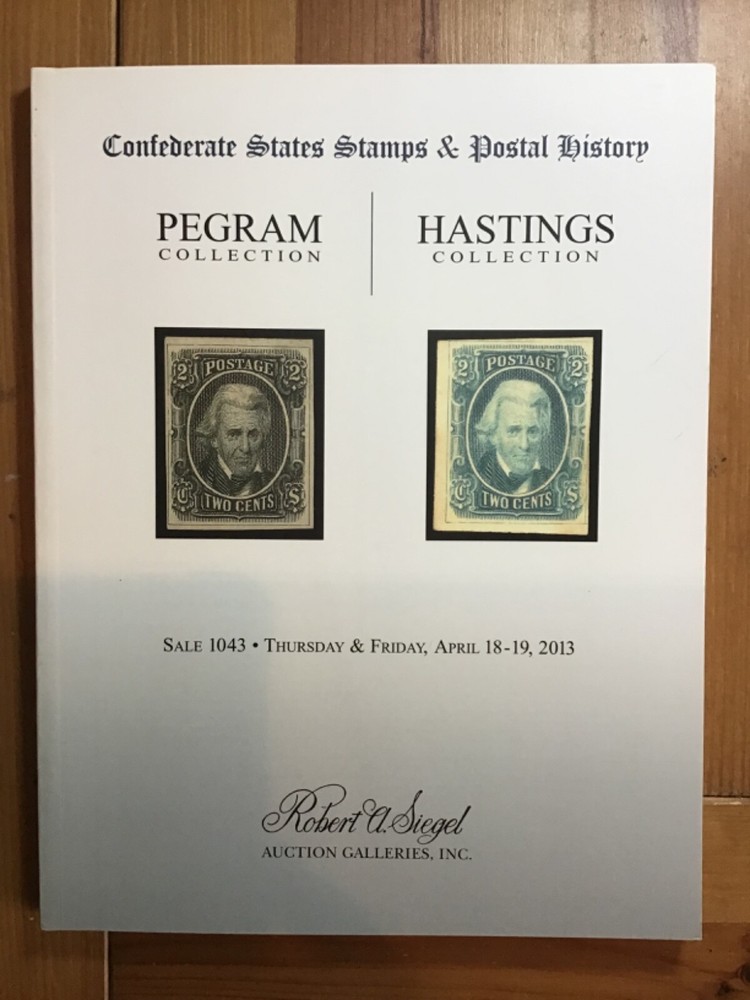 Confederate States Stamps & Postal History
PEGRAM
COLLECTION
HASTINGS
COLLECTION
2 POSTAGE 2
C TWO CENTS S
2 POSTAGE 2
C TWO CENTS S
SALE 1043 • THURSDAY & FRIDAY, APRIL 18-19, 2013
Robert A. Siegel
AUCTION GALLERIES, INC.